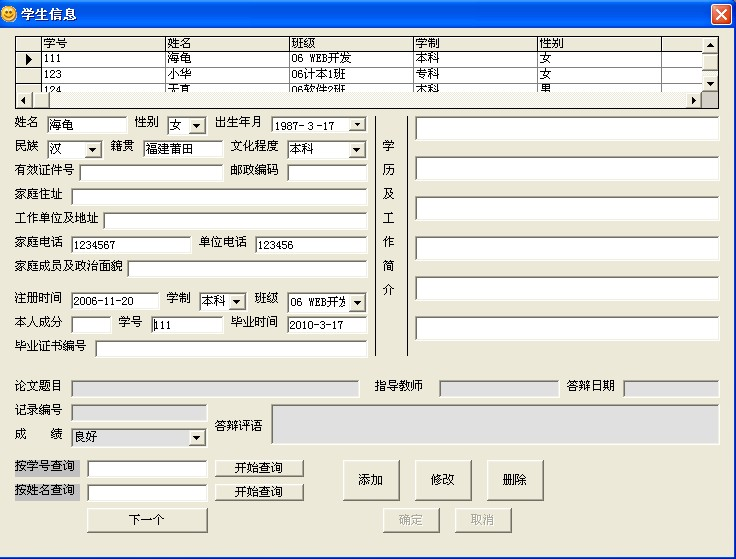 学生信息
学号 姓名 班级 学制 性别
111 海龟 06 WEB开发 本科 女
123 小华 06计本1班 专科 女
124 无真 06软件2班 本科 男
姓名 海龟 性别 女 出生年月 1987-3-17
民族 汉 籍贯 福建莆田 文化程度 本科
有效证件号 邮政编码
家庭住址
工作单位及地址
家庭电话 1234567 单位电话 123456
家庭成员及政治面貌
注册时间 2006-11-20 学制 本科 班级 06 WEB开发
本人成分 学号 111 毕业时间 2010-3-17
毕业证书编号
学历及工作简介
论文题目 指导教师 答辩日期
记录编号 答辩评语
成 绩 良好
按学号查询 开始查询
按姓名查询 开始查询
下一个
添加 修改 删除
确定 取消